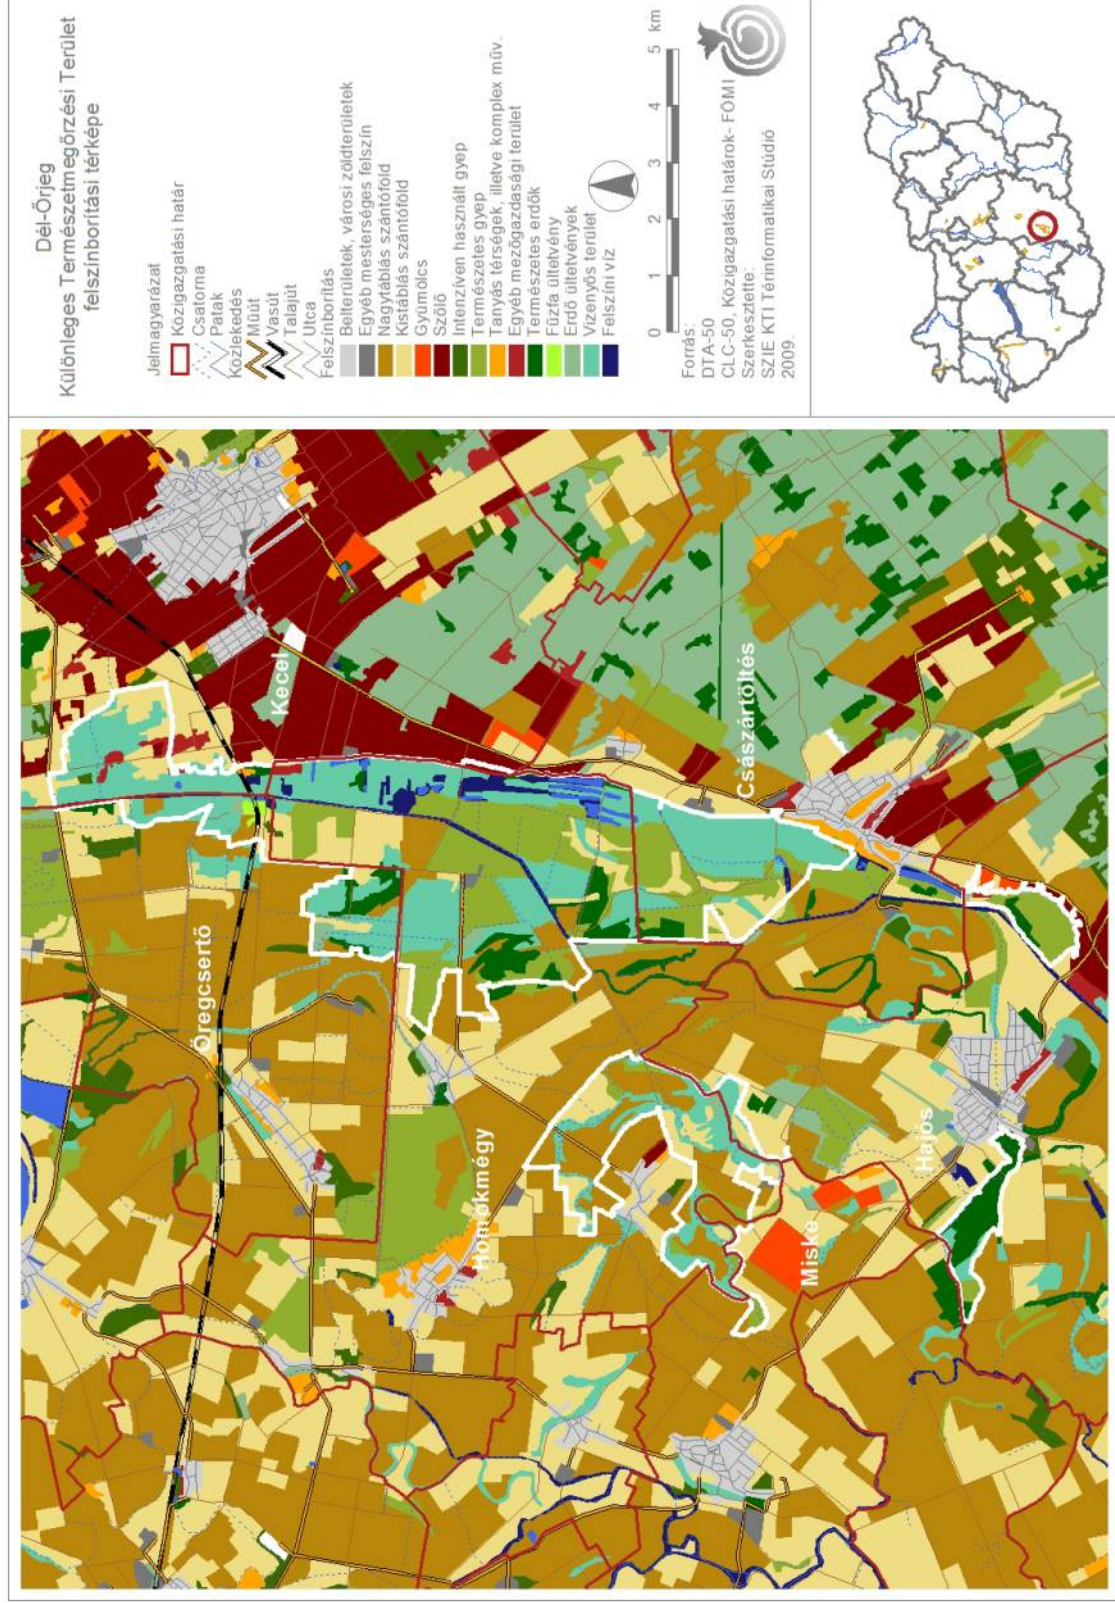 Dél-Őrjeg
Különleges Természetmegőrzési Terület
felszínborítási térképe
Jelmagyarázat
Közigazgatási határ
Csatorna
Patak
Közlekedés
Műút
Vasút
Talajút
Utca
Felszínborítás
Belterületek, városi zöldterületek
Egyéb mesterséges felszín
Nagytáblás szántóföld
Kistáblás szántóföld
Gyümölcs
Szőlő
Intenzíven használt gyep
Természetes gyep
Tanyás térségek, illetve komplex műv.
Egyéb mezőgazdasági terület
Természetes erdők
Fűzfa ültetvény
Erdő ültetvények
Vizenyős terület
Felszíni víz
0 1 2 3 4 5 km
Forrás:
DTA-50
CLC-50, Közigazgatási határok- FÖMI
Szerkesztette:
SZIE KTI Térinformatikai Stúdió
2009.
Kecel
Öregcsertő
Császártöltés
Homokmégy
Miske
Hajós